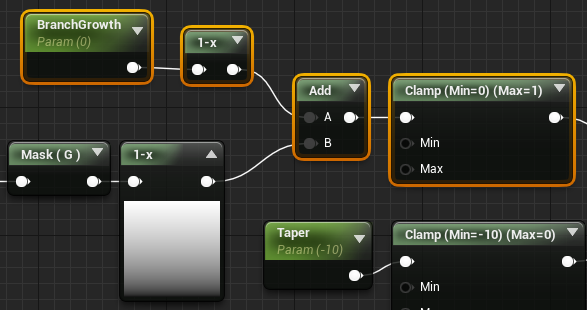 BranchGrowth
Param (0)
1-x
Add
A
B
Clamp (Min=0) (Max=1)
Min
Max
Mask ( G )
1-x
Taper
Param (-10)
Clamp (Min=-10) (Max=0)
Min